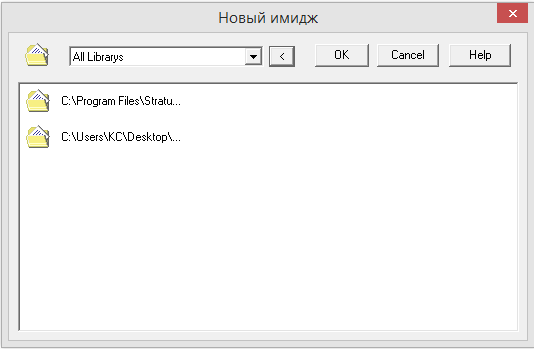 Новый имидж
All Librarys < OK Cancel Help
C:\Program Files\Stratu...
C:\Users\KC\Desktop\...